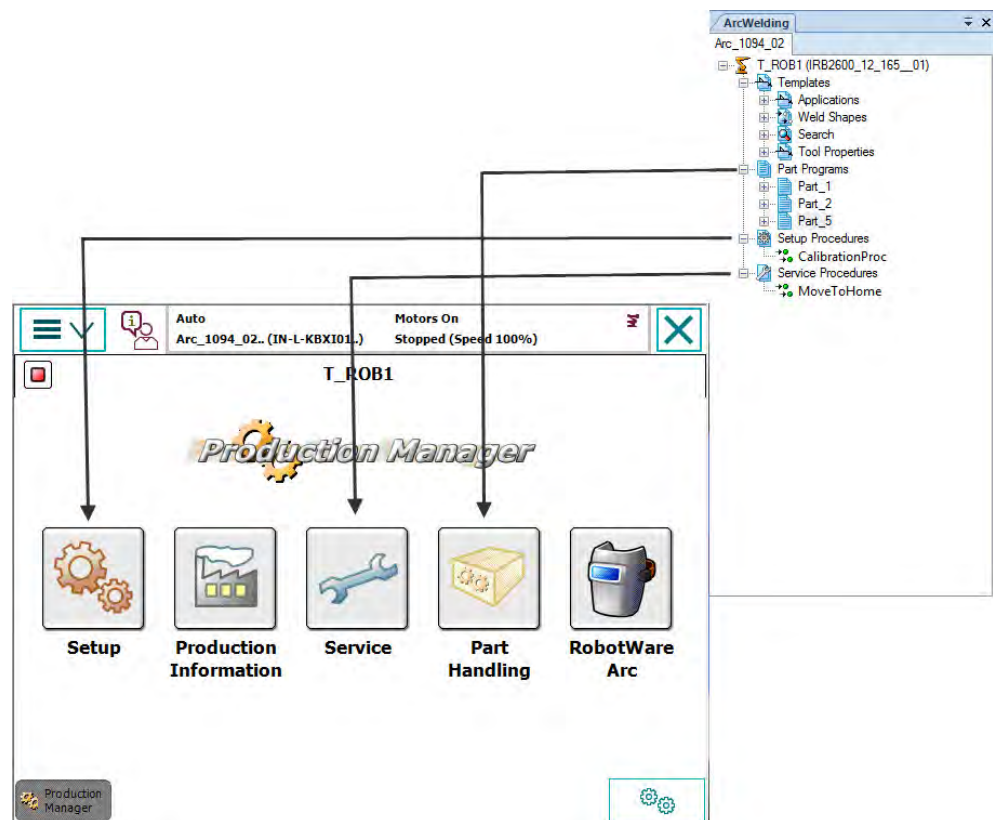 ArcWelding
Arc_1094_02
T_ROB1 (IRB2600_12_165__01)
Templates
Applications
Weld Shapes
Search
Tool Properties
Part Programs
Part_1
Part_2
Part_5
Setup Procedures
CalibrationProc
Service Procedures
MoveToHome
Auto
Motors On
Arc_1094_02.. (IN-L-KBXI01..)
Stopped (Speed 100%)
T_ROB1
Production Manager
Setup
Production
Information
Service
Part
Handling
RobotWare
Arc
Production
Manager